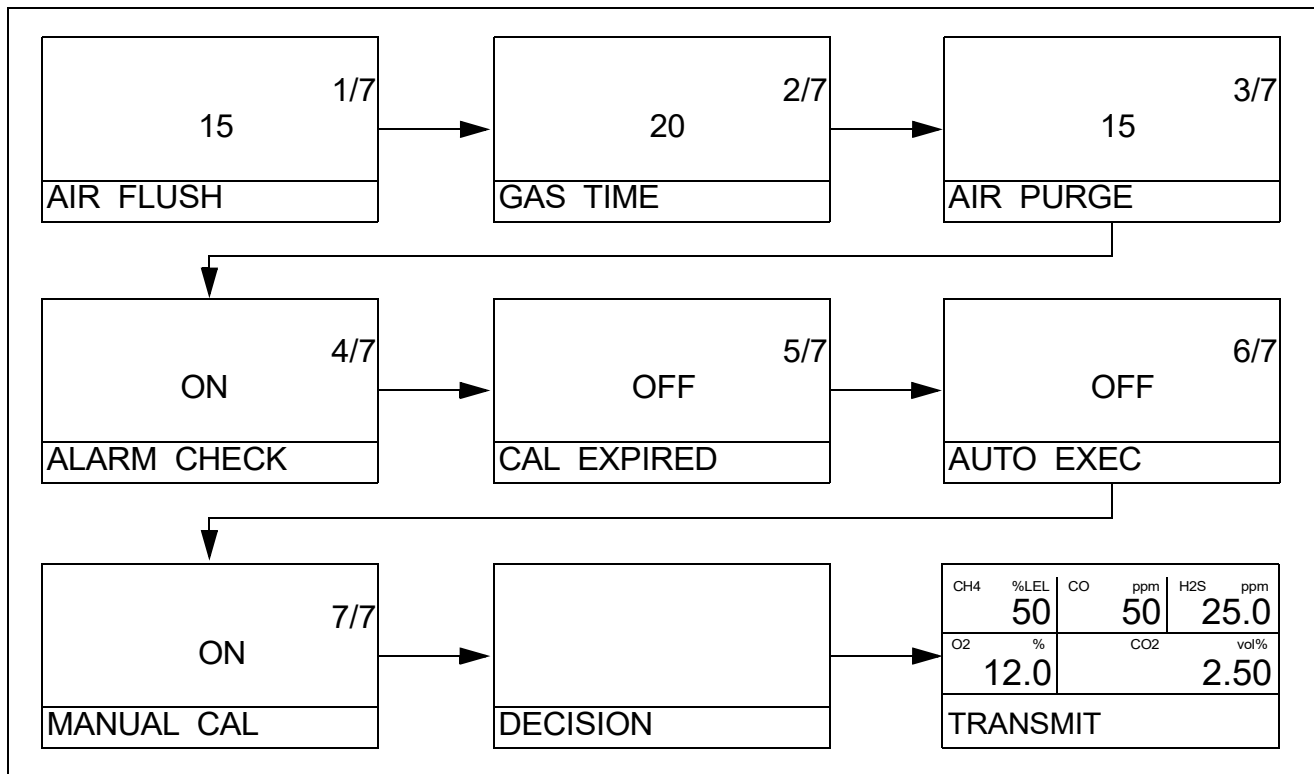 1/7
15
AIR FLUSH
2/7
20
GAS TIME
3/7
15
AIR PURGE
4/7
ON
ALARM CHECK
5/7
OFF
CAL EXPIRED
6/7
OFF
AUTO EXEC
7/7
ON
MANUAL CAL
DECISION
CH4 %LEL CO ppm H2S ppm
50 50 25.0
O2 % CO2 vol%
12.0 2.50
TRANSMIT